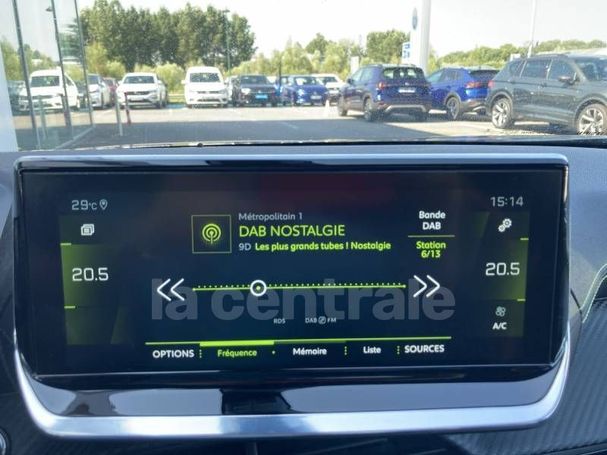 29°C
15:14
Métropolitain 1
DAB NOSTALGIE
9D Les plus grands tubes ! Nostalgie
Bande
DAB
Station
6/13
20.5
20.5
la centrale
RDS
DAB FM
A/C
OPTIONS
Fréquence
Mémoire
Liste
SOURCES